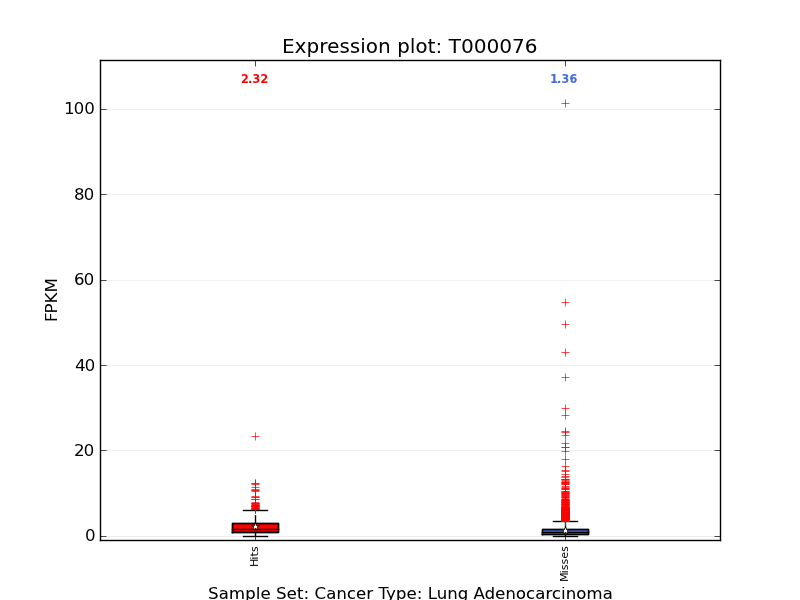 Expression plot: T000076
2.32 1.36
100
80
60
40
20
0
FPKM
Hits Misses
Sample Set: Cancer Type: Lung Adenocarcinoma